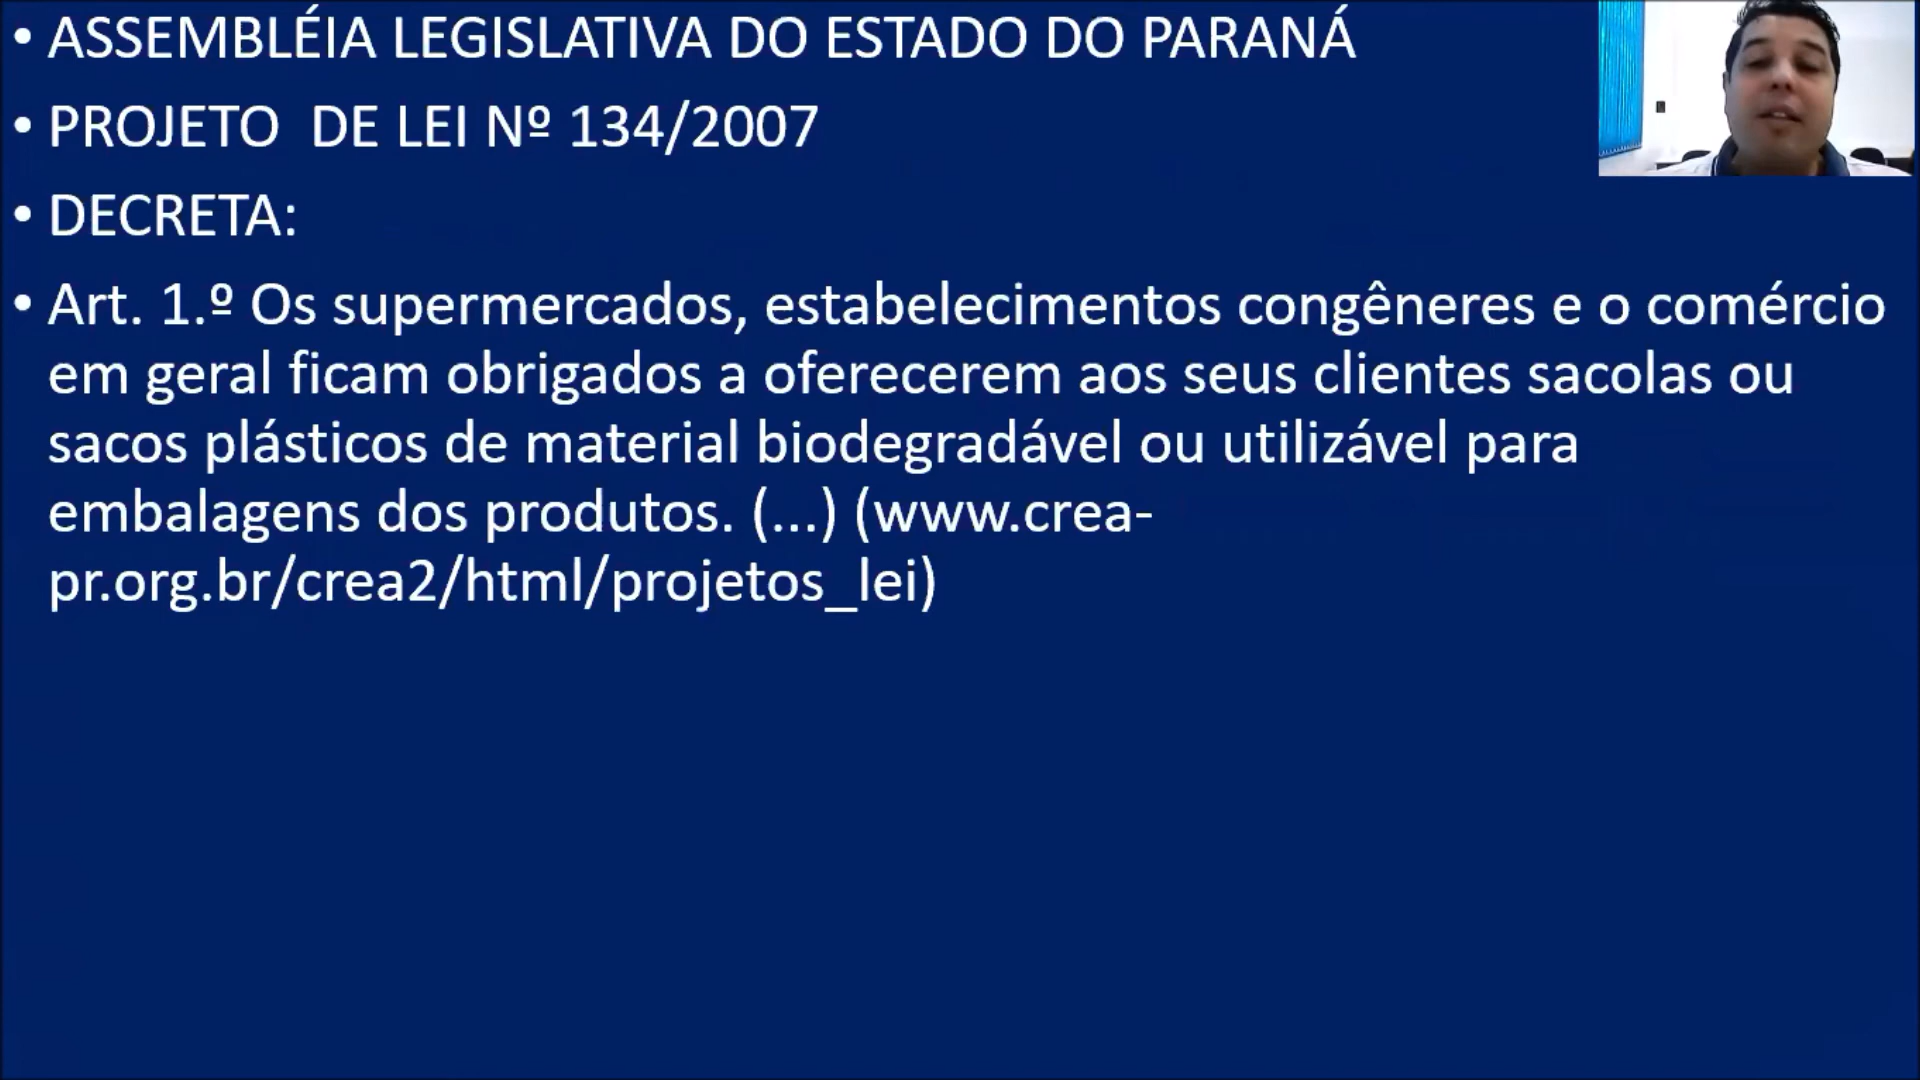 • ASSEMBLÉIA LEGISLATIVA DO ESTADO DO PARANÁ
• PROJETO  DE LEI Nº 134/2007
• DECRETA:
• Art. 1.º Os supermercados, estabelecimentos congêneres e o comércio
em geral ficam obrigados a oferecerem aos seus clientes sacolas ou
sacos plásticos de material biodegradável ou utilizável para
embalagens dos produtos. (...) (www.crea-
pr.org.br/crea2/html/projetos_lei)